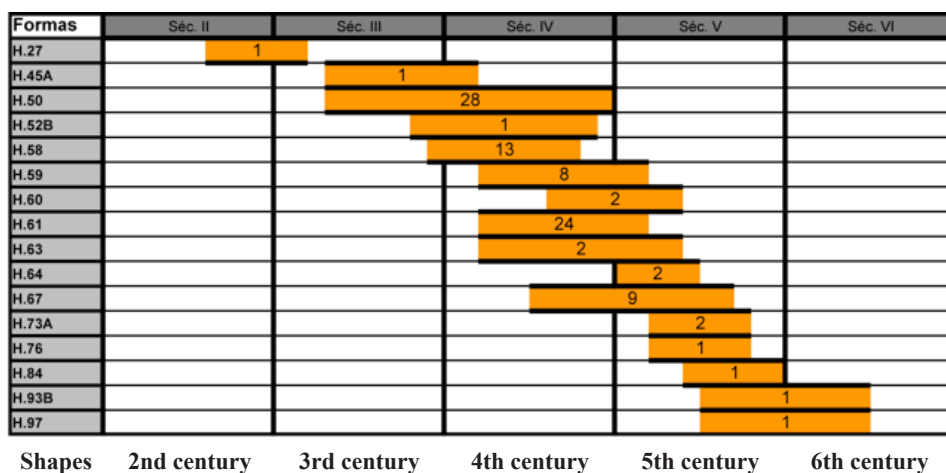 Formas Séc. II Séc. III Séc. IV Séc. V Séc. VI
H.27 1
H.45A 1
H.50 28
H.52B 1
H.58 13
H.59 8
H.60 2
H.61 24
H.63 2
H.64 2
H.67 9
H.73A 2
H.76 1
H.84 1
H.93B 1
H.97 1
Shapes 2nd century 3rd century 4th century 5th century 6th century